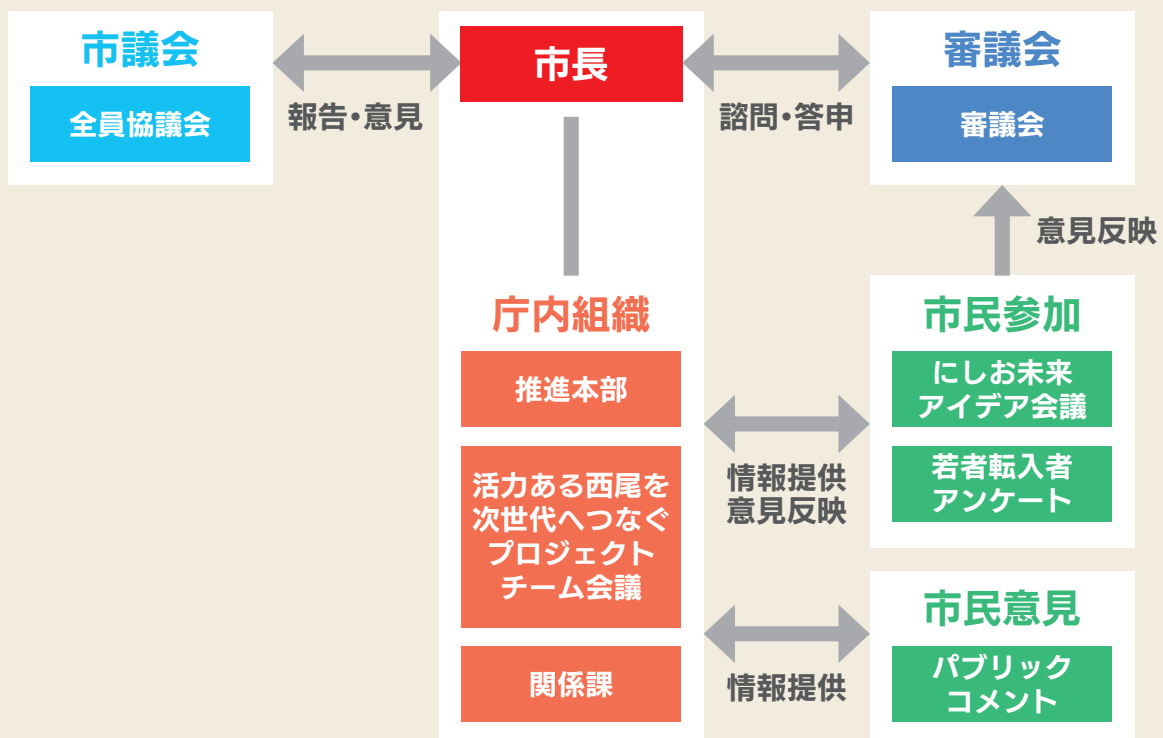 市議会
全員協議会
報告・意見
市長
諮問・答申
審議会
審議会
意見反映
庁内組織
推進本部
活力ある西尾を
次世代へつなぐ
プロジェクト
チーム会議
関係課
情報提供
意見反映
市民参加
にしお未来
アイデア会議
若者転入者
アンケート
情報提供
市民意見
パブリック
コメント